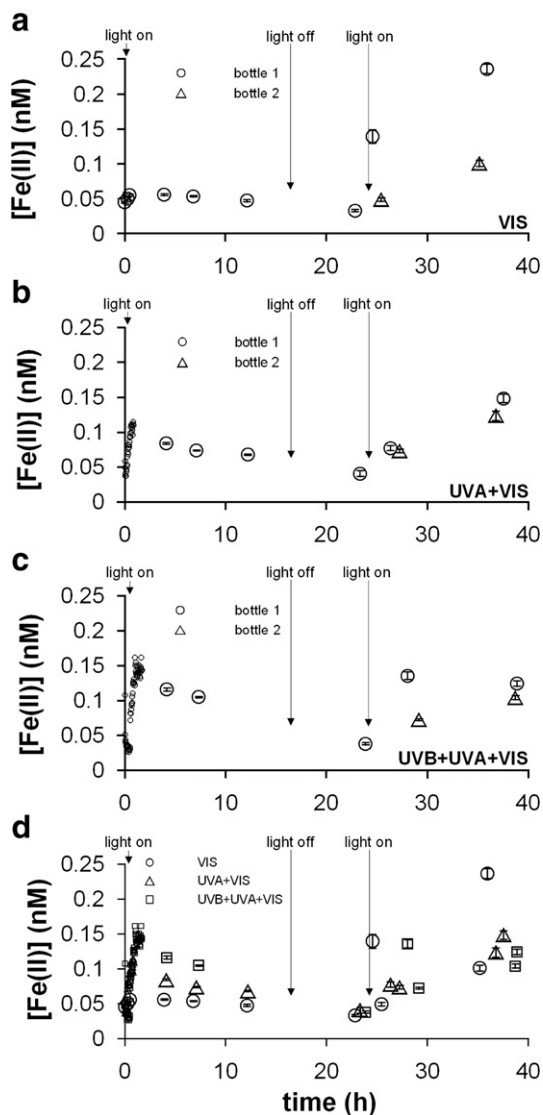 a
light on
light off
light on
bottle 1
bottle 2
[Fe(II)] (nM)
0.25
0.2
0.15
0.1
0.05
0
VIS
0 10 20 30 40
b
light on
light off
light on
bottle 1
bottle 2
[Fe(II)] (nM)
0.25
0.2
0.15
0.1
0.05
0
UVA+VIS
0 10 20 30 40
c
light on
light off
light on
bottle 1
bottle 2
[Fe(II)] (nM)
0.25
0.2
0.15
0.1
0.05
0
UVB+UVA+VIS
0 10 20 30 40
d
light on
light off
light on
VIS
UVA+VIS
UVB+UVA+VIS
[Fe(II)] (nM)
0.25
0.2
0.15
0.1
0.05
0
0 10 20 30 40
time (h)